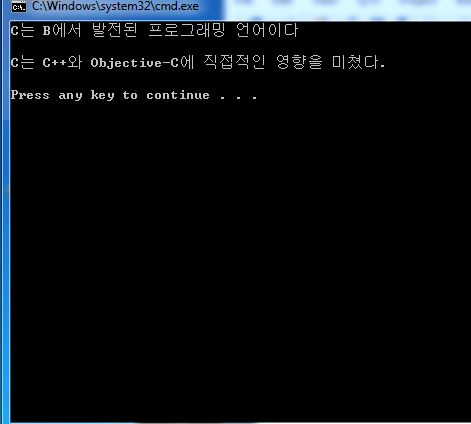 C:\Windows\system32\cmd.exe
C는 B에서 발전된 프로그래밍 언어이다
C는 C++와 Objective-C에 직접적인 영향을 미쳤다.
Press any key to continue . . .